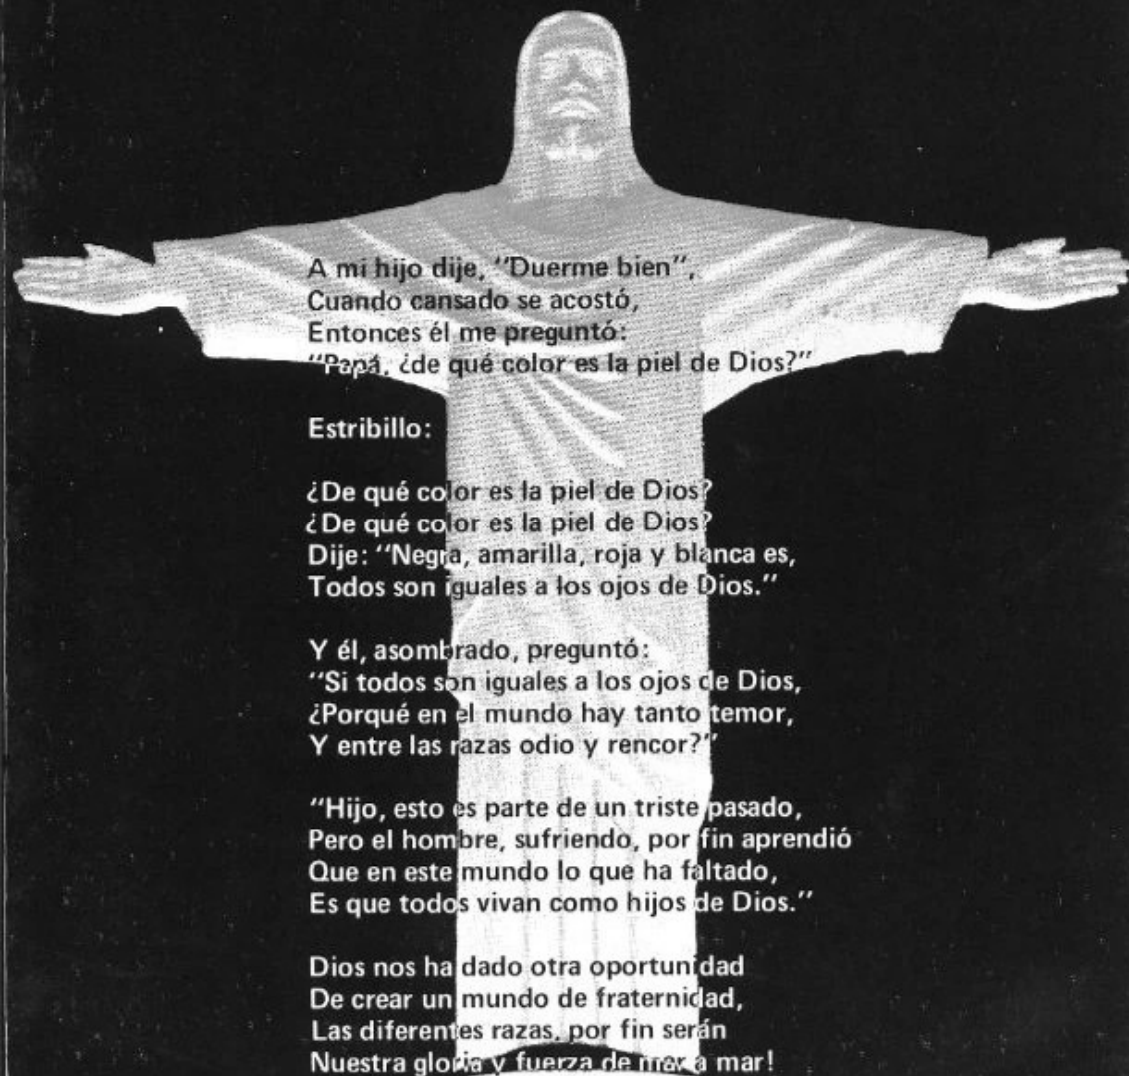 A mi hijo dije, "Duerme bien",
Cuando cansado se acostó,
Entonces él me preguntó:
"Papá, ¿de qué color es la piel de Dios?"
Estribillo:
¿De qué color es la piel de Dios?
¿De qué color es la piel de Dios?
Dije: "Negra, amarilla, roja y blanca es,
Todos son iguales a los ojos de Dios."
Y él, asombrado, preguntó:
"Si todos son iguales a los ojos de Dios,
¿Porqué en el mundo hay tanto temor,
Y entre las razas odio y rencor?"
"Hijo, esto es parte de un triste pasado,
Pero el hombre, sufriendo, por fin aprendió
Que en este mundo lo que ha faltado,
Es que todos vivan como hijos de Dios."
Dios nos ha dado otra oportunidad
De crear un mundo de fraternidad,
Las diferentes razas, por fin serán
Nuestra gloria y fuerza de mar a mar!